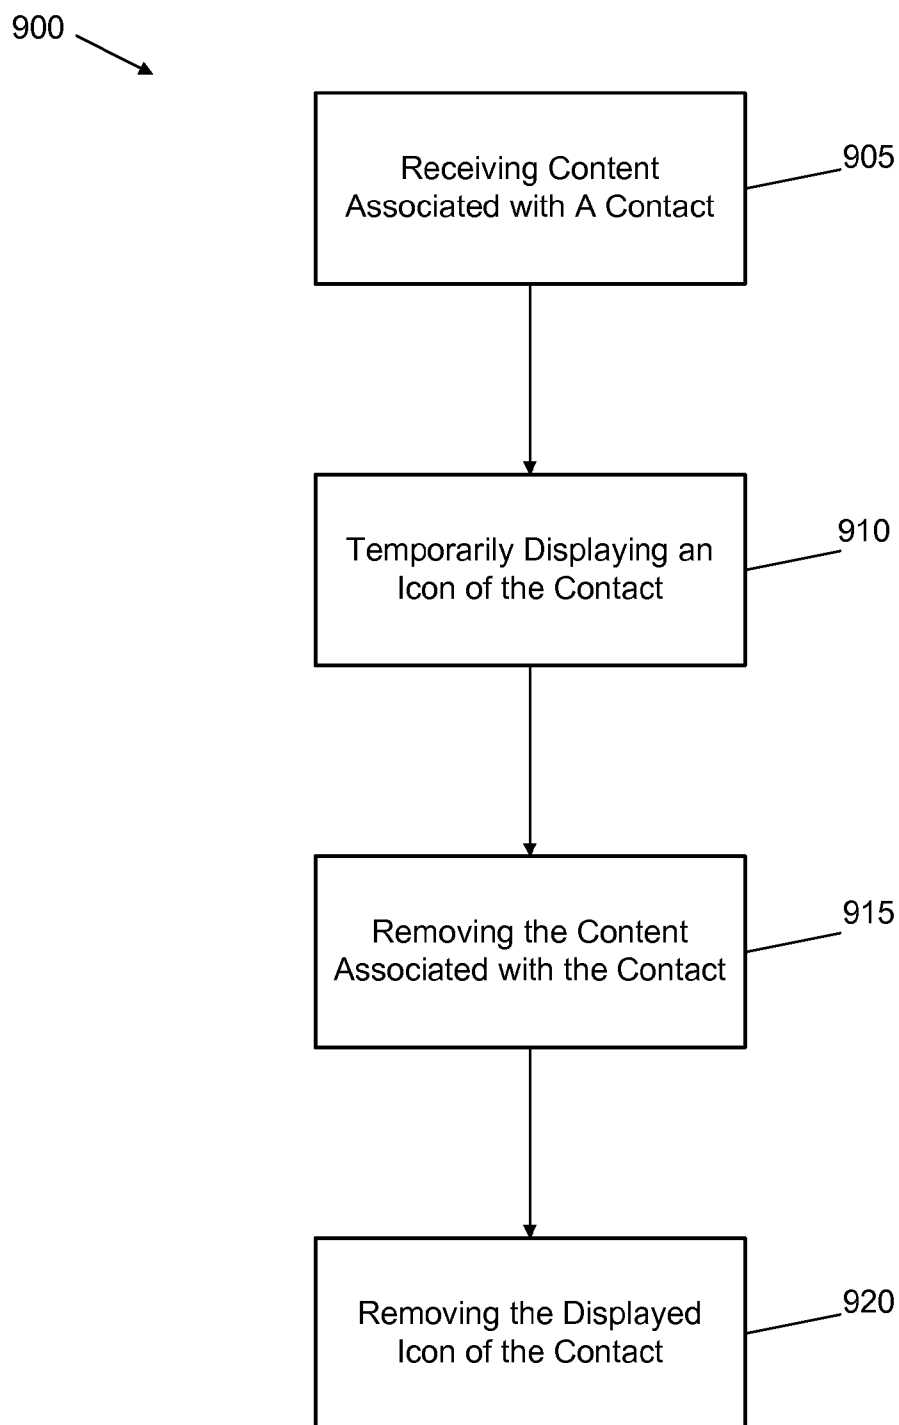 900
Receiving Content
Associated with A Contact
905
Temporarily Displaying an
Icon of the Contact
910
Removing the Content
Associated with the Contact
915
Removing the Displayed
Icon of the Contact
920